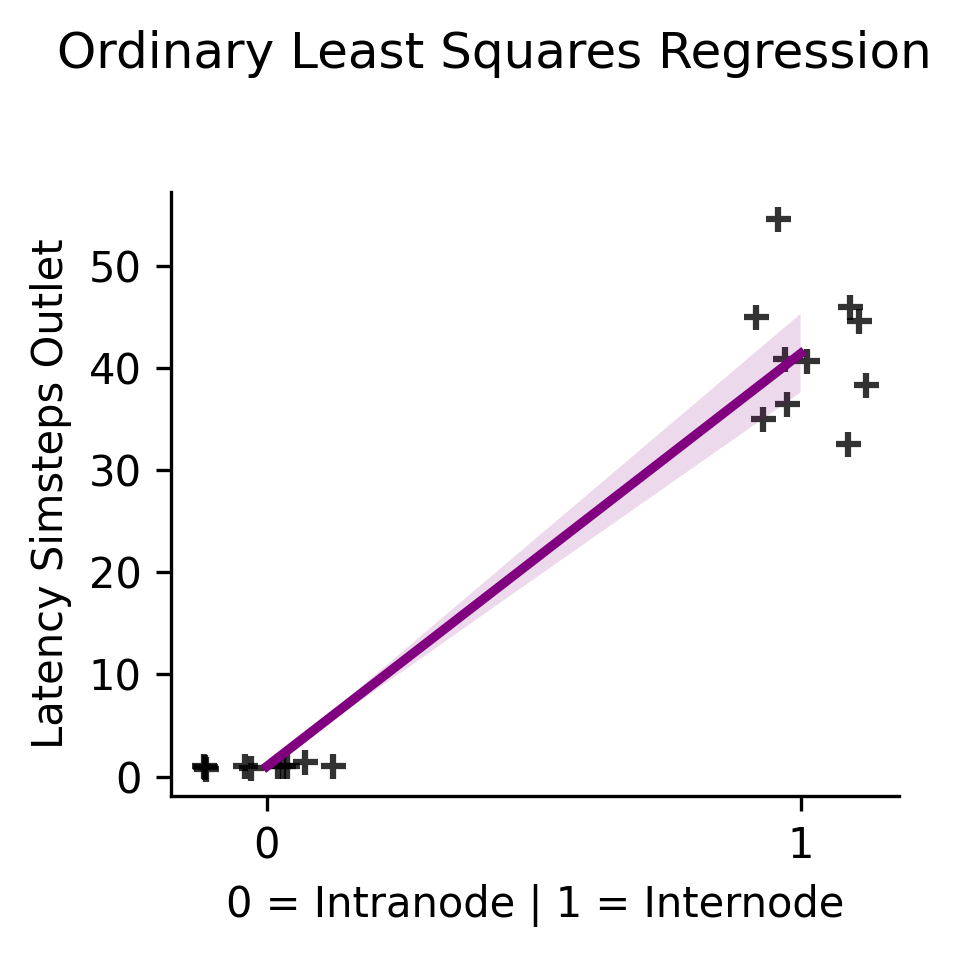 Ordinary Least Squares Regression
Latency Simsteps Outlet
50
40
30
20
10
0
0
1
0 = Intranode | 1 = Internode